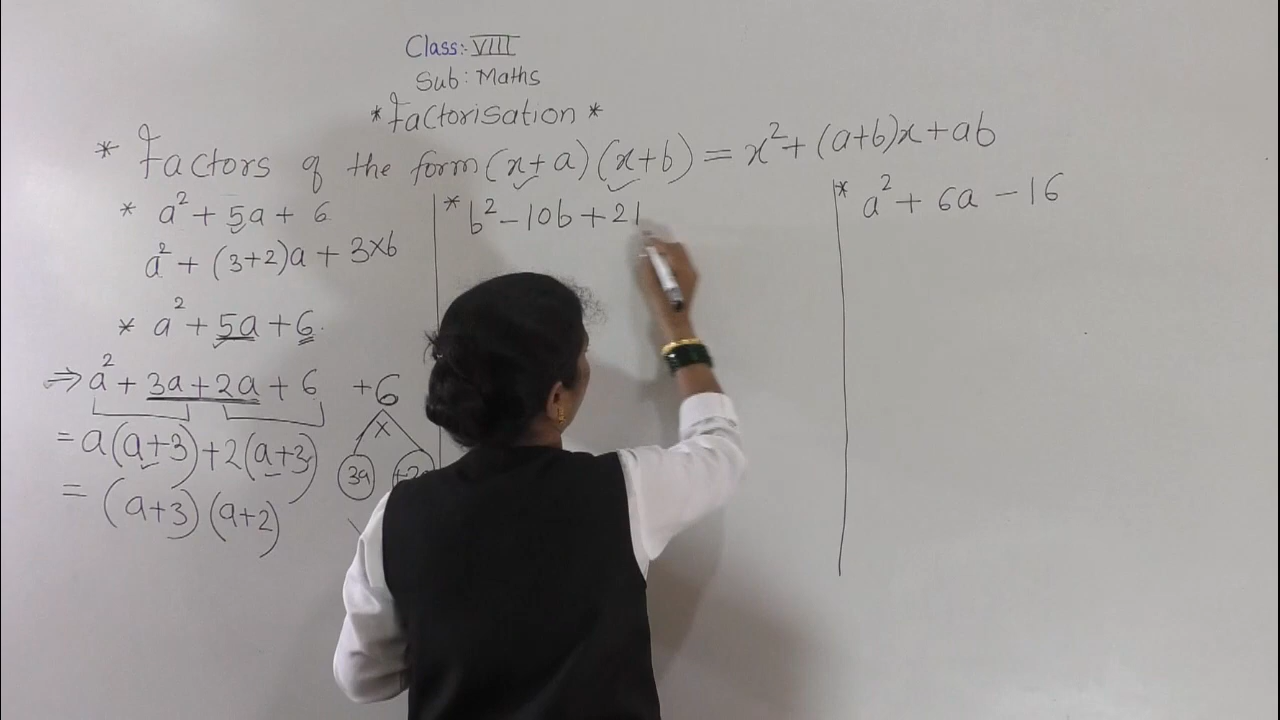 Class:- VIII
Sub: Maths
* Factorisation *
* Factors of the form (x+a)(x+b) = x² + (a+b)x + ab
* a² + 5a + 6
a² + (3+2)a + 3×b
* a² + 5a + 6.
⇒ a² + 3a + 2a + 6
= a(a+3) + 2(a+3)
= (a+3)(a+2)
+6
×
3a
* b² - 10b + 21
* a² + 6a - 16